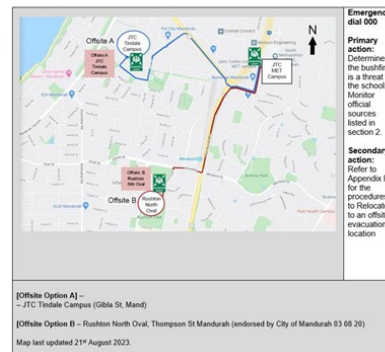 Emergenc
dial 000
Primary
action:
Determine
the bushfir
is a threat
the school
Monitor
official
sources
listed in
section 2.
Secondary
action:
Refer to
Appendix I
for the
procedures
to Relocate
to an offsit
evacuation
location
N
Offsite A
JTC
Tindale
Campus
Offsite A
JTC
Tindale
Campus
JTC
MET
Campus
Offsite B
Rushton
Nth Oval
Offsite B
Rushton
North
Oval
[Offsite Option A] –
– JTC Tindale Campus (Gibla St, Mand)
[Offsite Option B – Rushton North Oval, Thompson St Mandurah (endorsed by City of Mandurah 03 08 20)
Map last updated 21st August 2023.